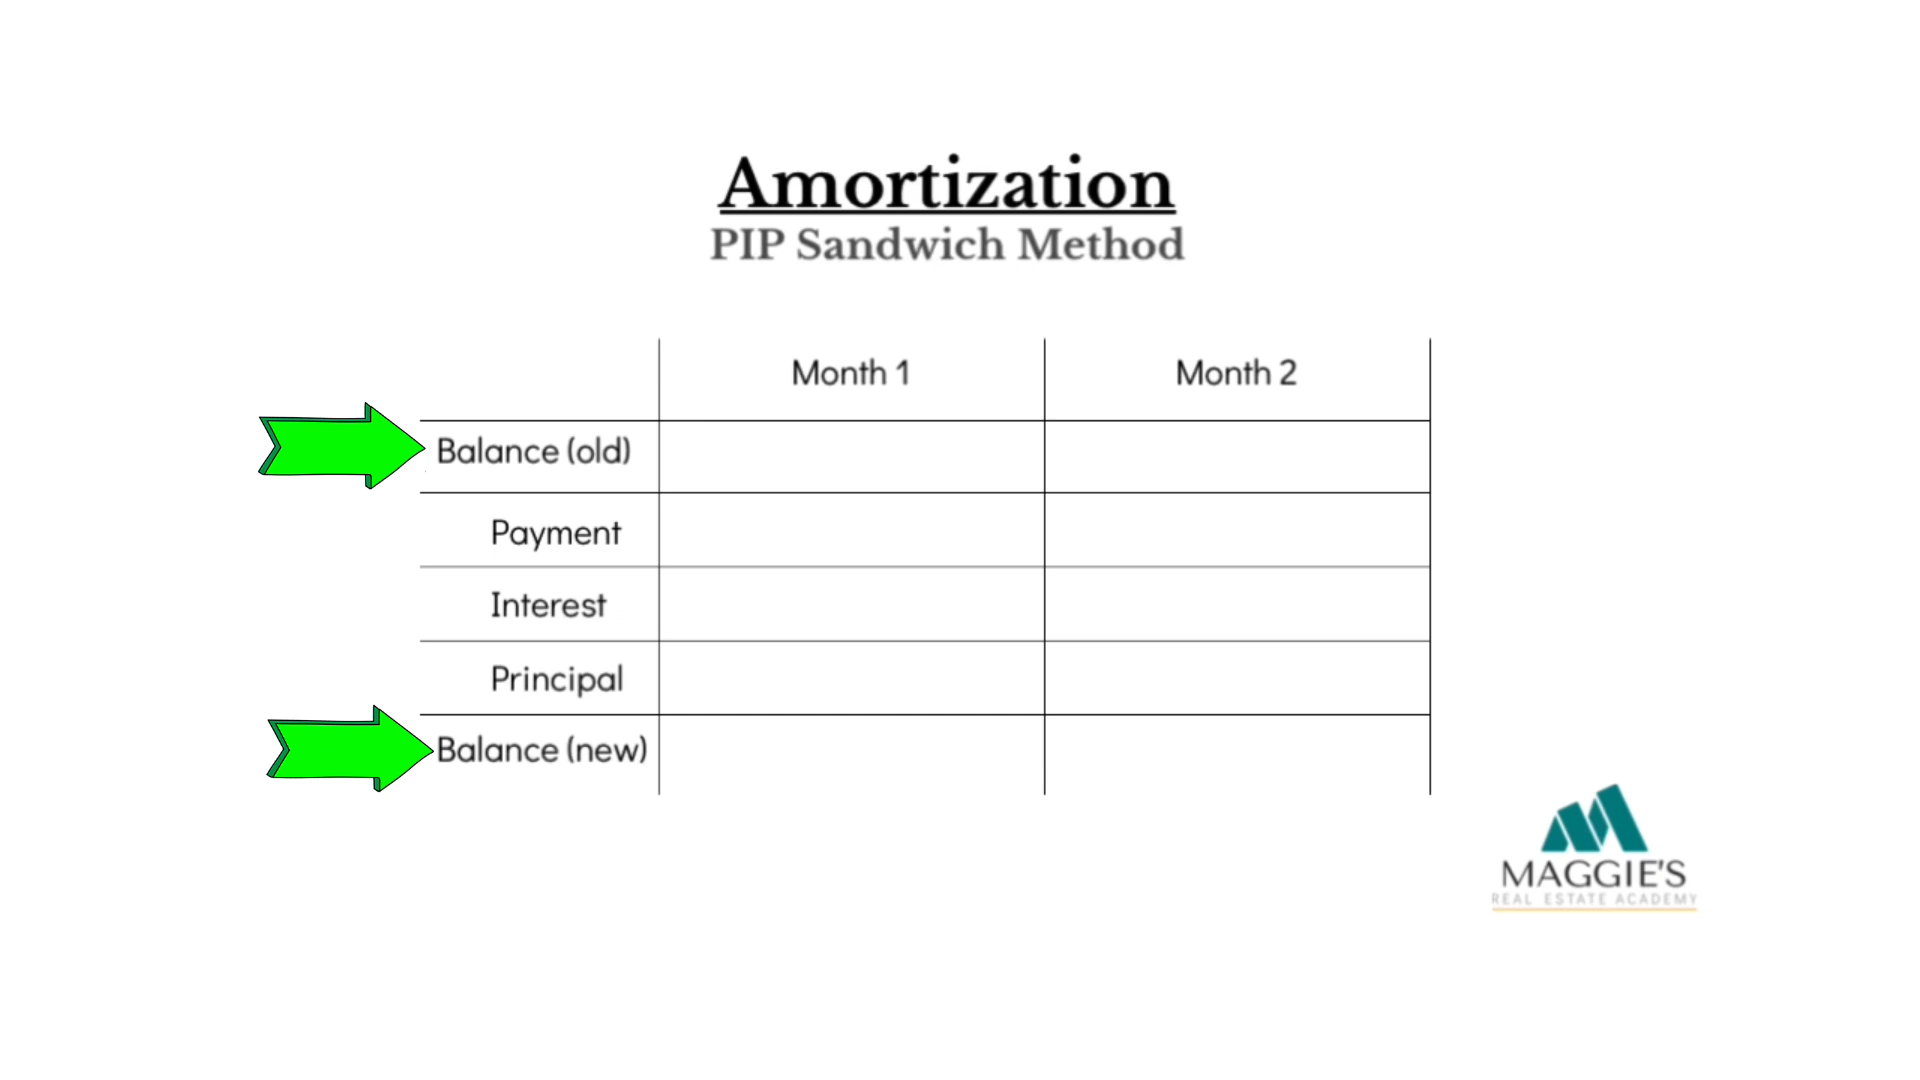 Amortization
PIP Sandwich Method
Month 1 Month 2
Balance (old)
Payment
Interest
Principal
Balance (new)
MAGGIE'S
REAL ESTATE ACADEMY